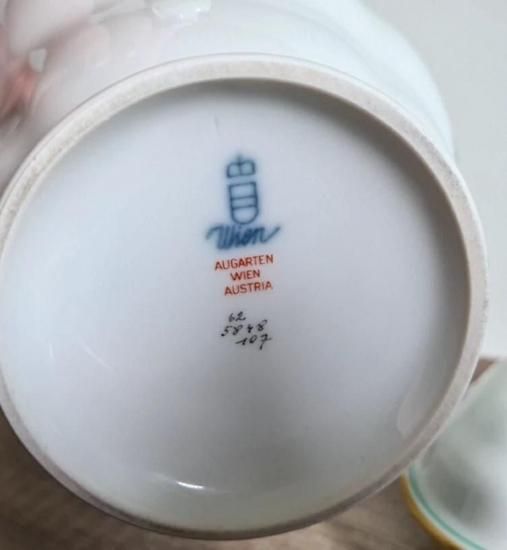 Wien
AUGARTEN
WIEN
AUSTRIA
62
5848
107